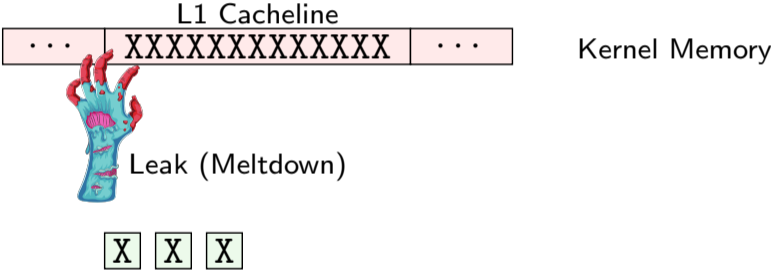 L1 Cacheline
... XXXXXXXXXXXXX ... Kernel Memory
Leak (Meltdown)
X X X